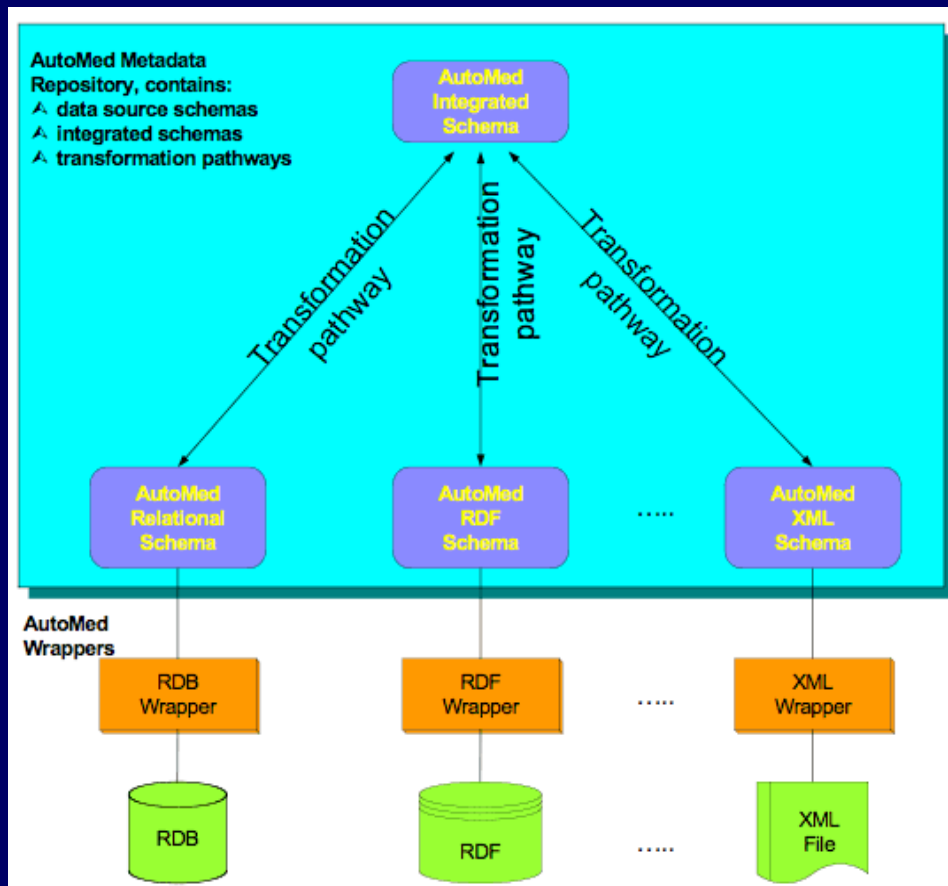 AutoMed Metadata
Repository, contains:
⮝ data source schemas
⮝ integrated schemas
⮝ transformation pathways
AutoMed
Integrated
Schema
Transformation
pathway
Transformation
pathway
Transformation
pathway
AutoMed
Relational
Schema
AutoMed
RDF
Schema
.....
AutoMed
XML
Schema
AutoMed
Wrappers
RDB
Wrapper
RDF
Wrapper
.....
XML
Wrapper
RDB
RDF
.....
XML
File